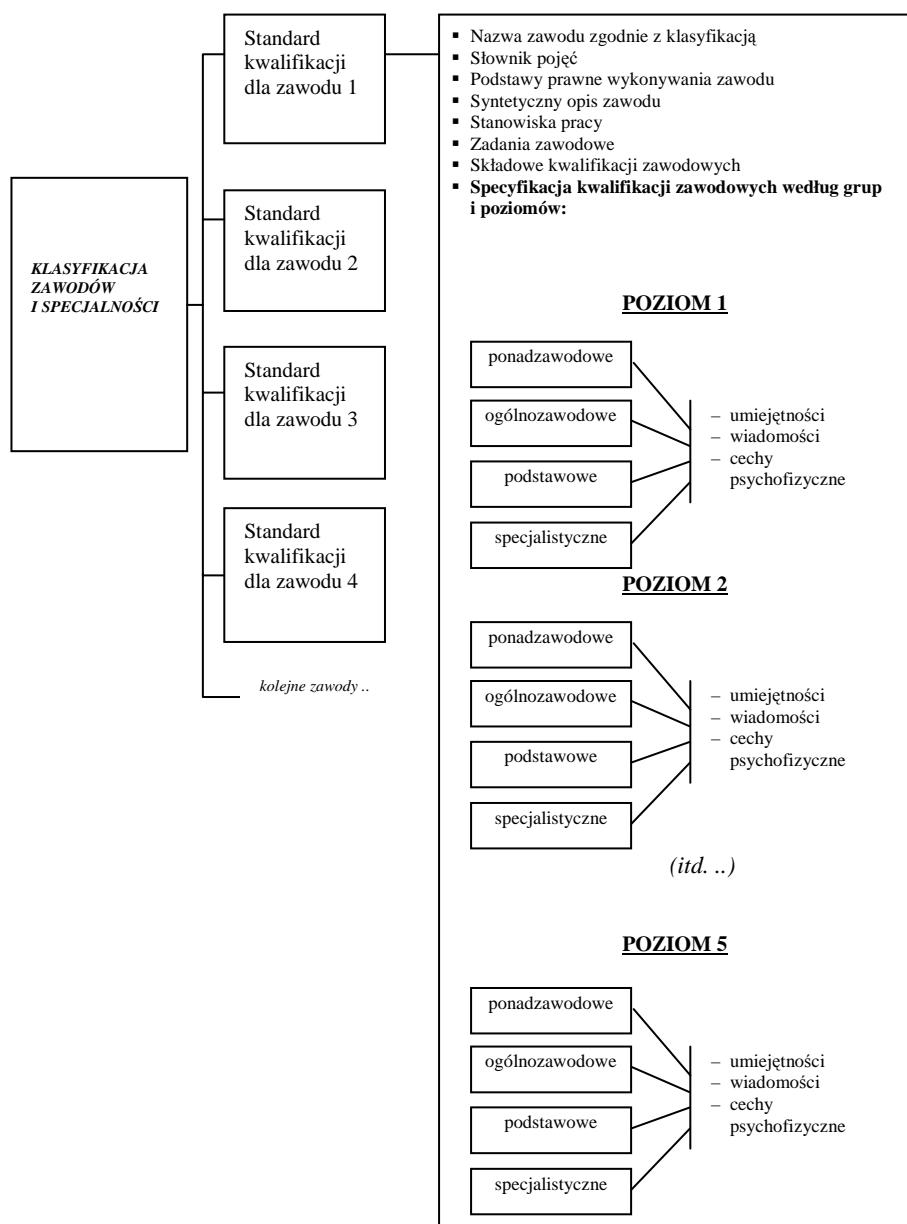 KLASYFIKACJA
ZAWODÓW
I SPECJALNOŚCI
Standard
kwalifikacji
dla zawodu 1
Standard
kwalifikacji
dla zawodu 2
Standard
kwalifikacji
dla zawodu 3
Standard
kwalifikacji
dla zawodu 4
kolejne zawody ..
▪ Nazwa zawodu zgodnie z klasyfikacją
▪ Słownik pojęć
▪ Podstawy prawne wykonywania zawodu
▪ Syntetyczny opis zawodu
▪ Stanowiska pracy
▪ Zadania zawodowe
▪ Składowe kwalifikacji zawodowych
▪ Specyfikacja kwalifikacji zawodowych według grup
i poziomów:
POZIOM 1
ponadzawodowe
ogólnozawodowe
podstawowe
specjalistyczne
– umiejętności
– wiadomości
– cechy
psychofizyczne
POZIOM 2
ponadzawodowe
ogólnozawodowe
podstawowe
specjalistyczne
– umiejętności
– wiadomości
– cechy
psychofizyczne
(itd. ..)
POZIOM 5
ponadzawodowe
ogólnozawodowe
podstawowe
specjalistyczne
– umiejętności
– wiadomości
– cechy
psychofizyczne